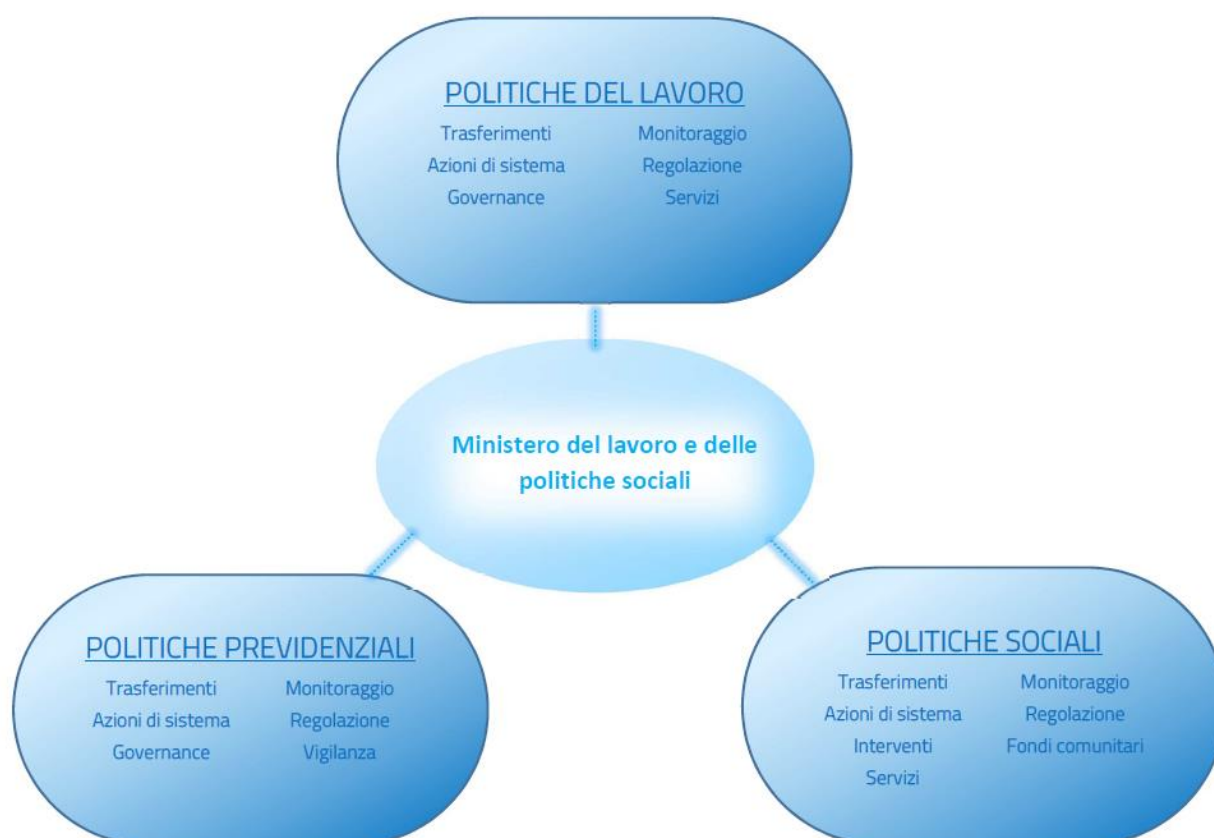 POLITICHE DEL LAVORO
Trasferimenti Monitoraggio
Azioni di sistema Regolazione
Governance Servizi
Ministero del lavoro e delle
politiche sociali
POLITICHE PREVIDENZIALI
Trasferimenti Monitoraggio
Azioni di sistema Regolazione
Governance Vigilanza
POLITICHE SOCIALI
Trasferimenti Monitoraggio
Azioni di sistema Regolazione
Interventi Fondi comunitari
Servizi